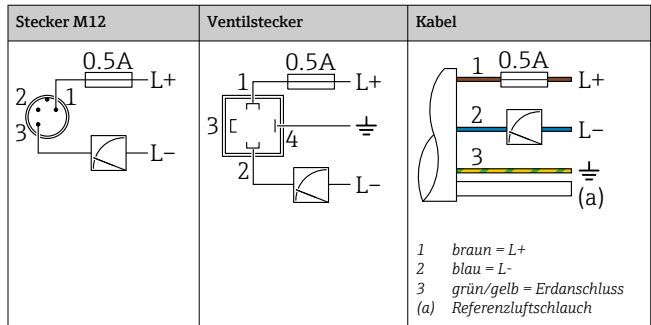 Stecker M12
Ventilstecker
Kabel
0.5A
L+
2
1
3
L–
0.5A
1
L+
3
4
2
L–
1
0.5A
L+
2
L–
3
(a)
1 braun = L+
2 blau = L-
3 grün/gelb = Erdanschluss
(a) Referenzluftschlauch